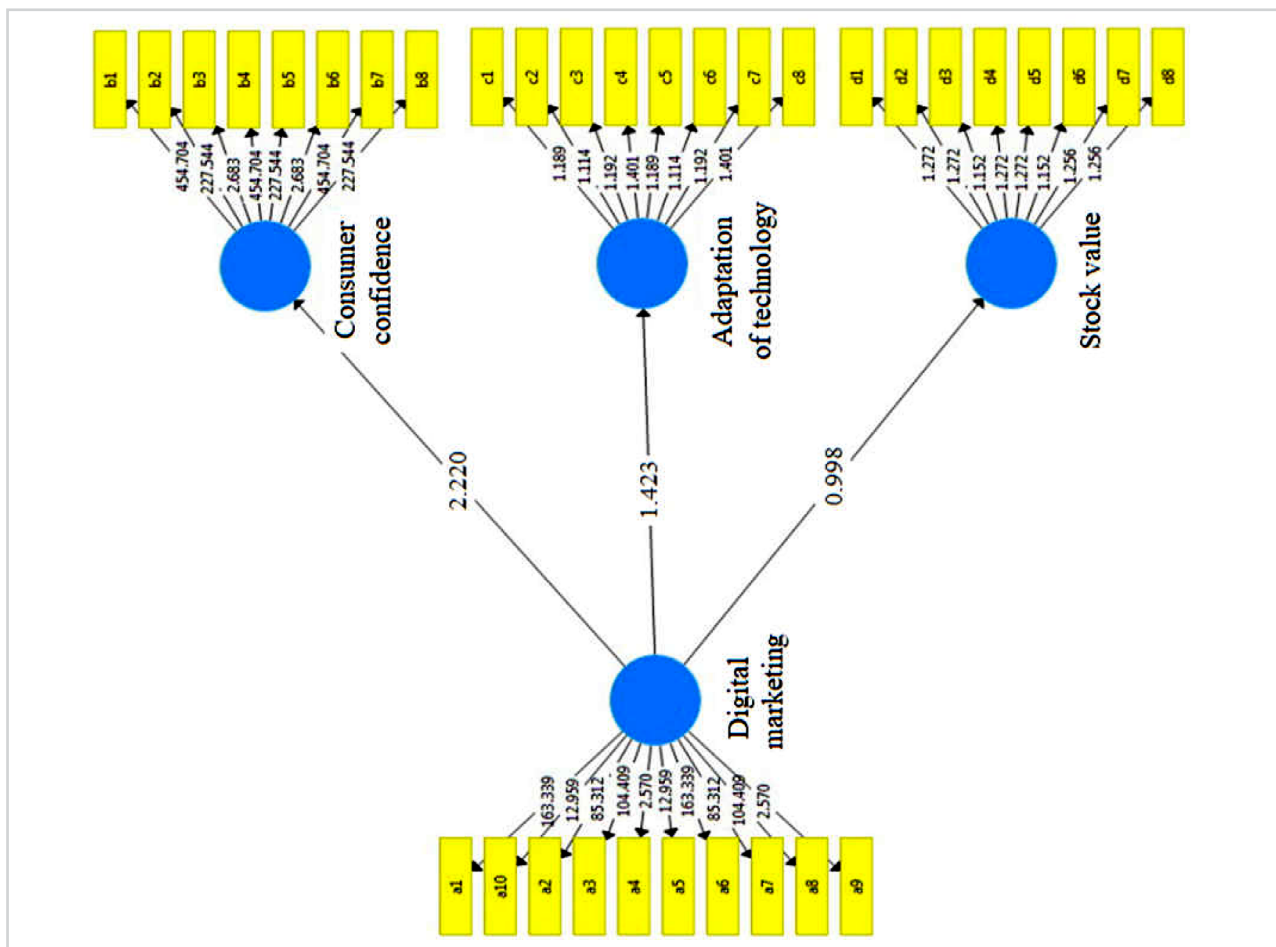 b1
b2
b3
b4
b5
b6
b7
b8
454.704
227.544
2.683
454.704
227.544
2.683
454.704
227.544
Consumer
confidence
c1
c2
c3
c4
c5
c6
c7
c8
1.189
1.114
1.192
1.401
1.189
1.114
1.192
1.401
Adaptation
of technology
d1
d2
d3
d4
d5
d6
d7
d8
1.272
1.272
1.152
1.272
1.272
1.152
1.256
1.256
Stock value
2.220
1.423
0.998
Digital
marketing
163.339
12.959
85.312
104.409
2.570
12.959
163.339
85.312
104.409
2.570
a1
a10
a2
a3
a4
a5
a6
a7
a8
a9